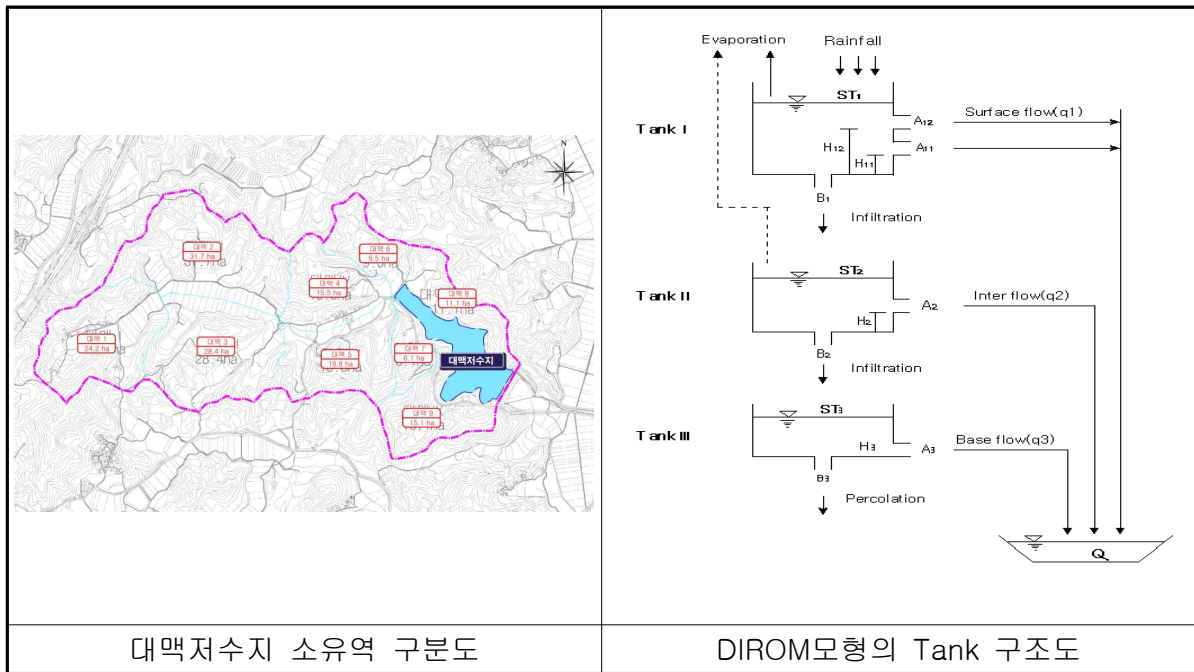 N
대맥 2
31.7 ha
대맥 6
9.5 ha
대맥 4
15.5 ha
대맥 8
11.1 ha
대맥 1
24.2 ha
대맥 3
28.4 ha
28.4ha
대맥 5
19.8 ha
대맥 7
6.1 ha
대맥저수지
대맥 9
15.1 ha
대맥저수지 소유역 구분도
Evaporation
Rainfall
ST1
Surface flow(q1)
A12
Tank I
H12
A11
H11
B1
Infiltration
ST2
Tank II
Inter flow(q2)
A2
H2
B2
Infiltration
ST3
Tank III
Base flow(q3)
H3
A3
B3
Percolation
Q
DIROM모형의 Tank 구조도